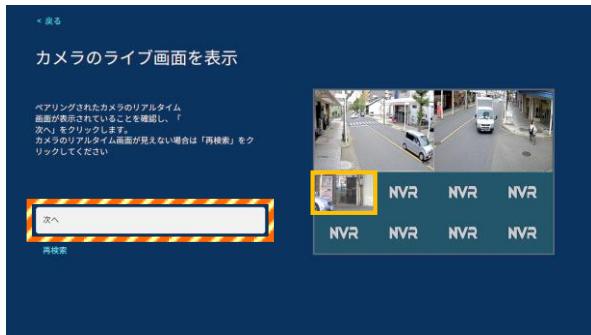 < 戻る
カメラのライブ画面を表示
ペアリングされたカメラのリアルタイム
画面が表示されていることを確認し、「
次へ」をクリックします。
カメラのリアルタイム画面が見えない場合は「再検索」をク
リックしてください
次へ
再検索
NVR NVR NVR
NVR NVR NVR NVR